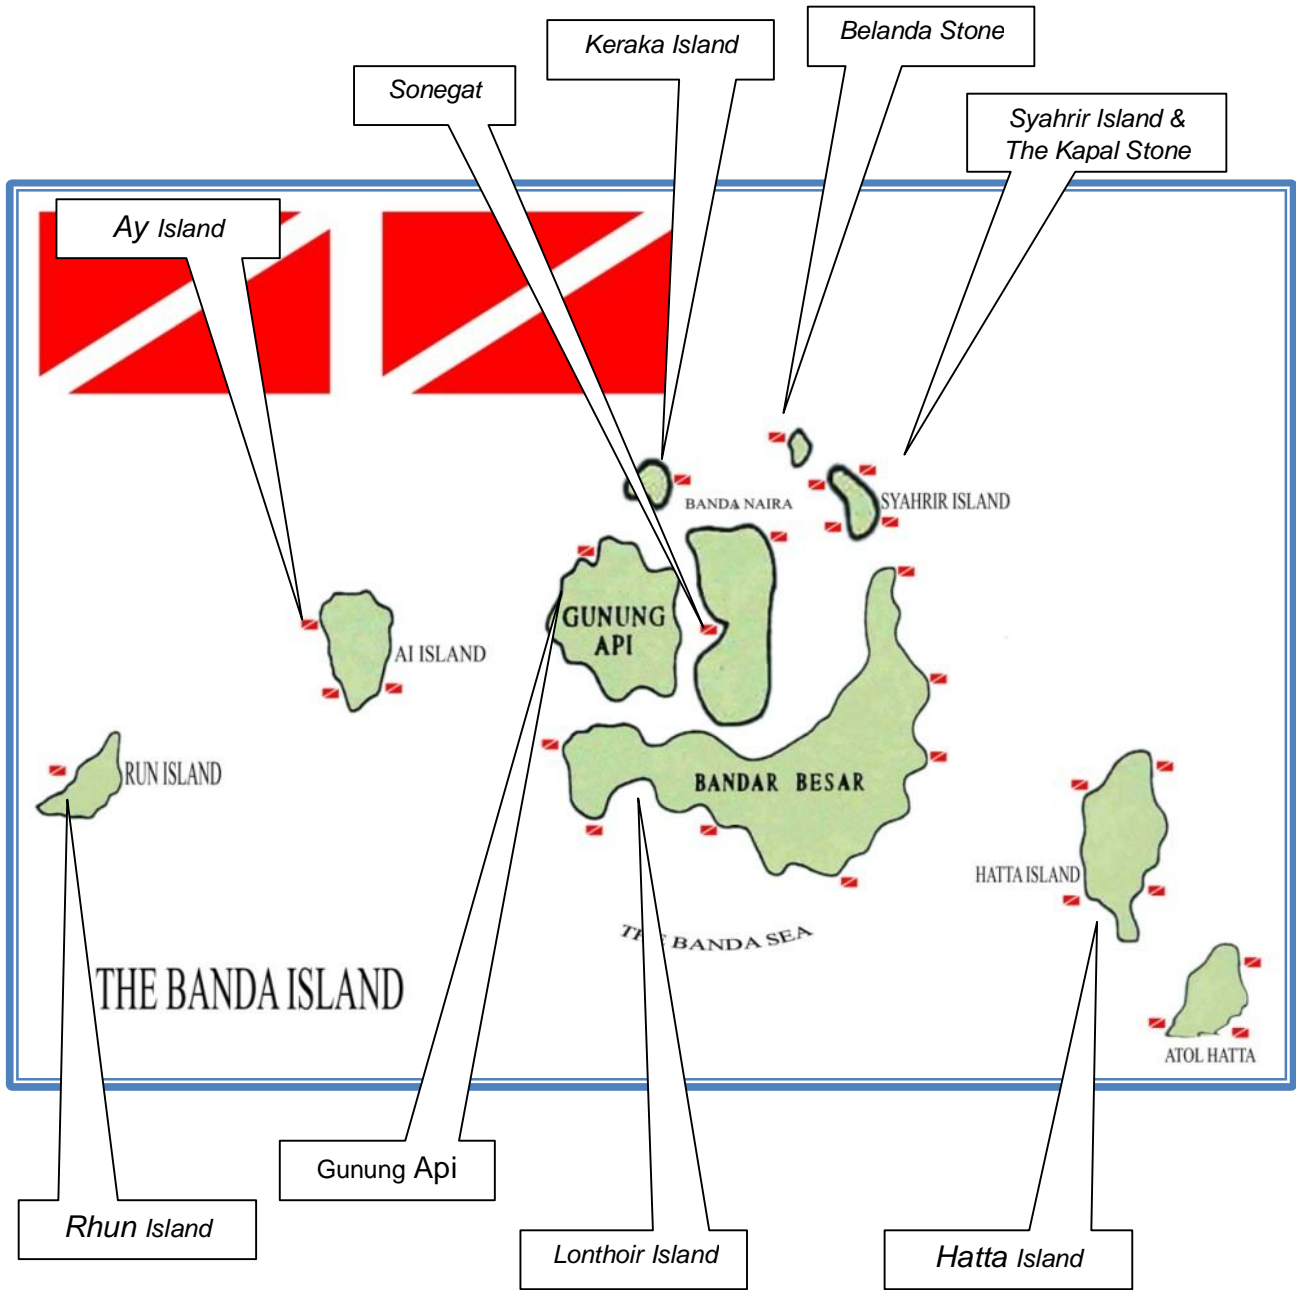 Keraka Island
Belanda Stone
Sonegat
Syahrir Island &
The Kapal Stone
Ay Island
BANDA NAIRA
SYAHRIR ISLAND
GUNUNG
API
AI ISLAND
RUN ISLAND
BANDAR BESAR
HATTA ISLAND
THE BANDA SEA
THE BANDA ISLAND
ATOL HATTA
Gunung Api
Rhun Island
Lonthoir Island
Hatta Island